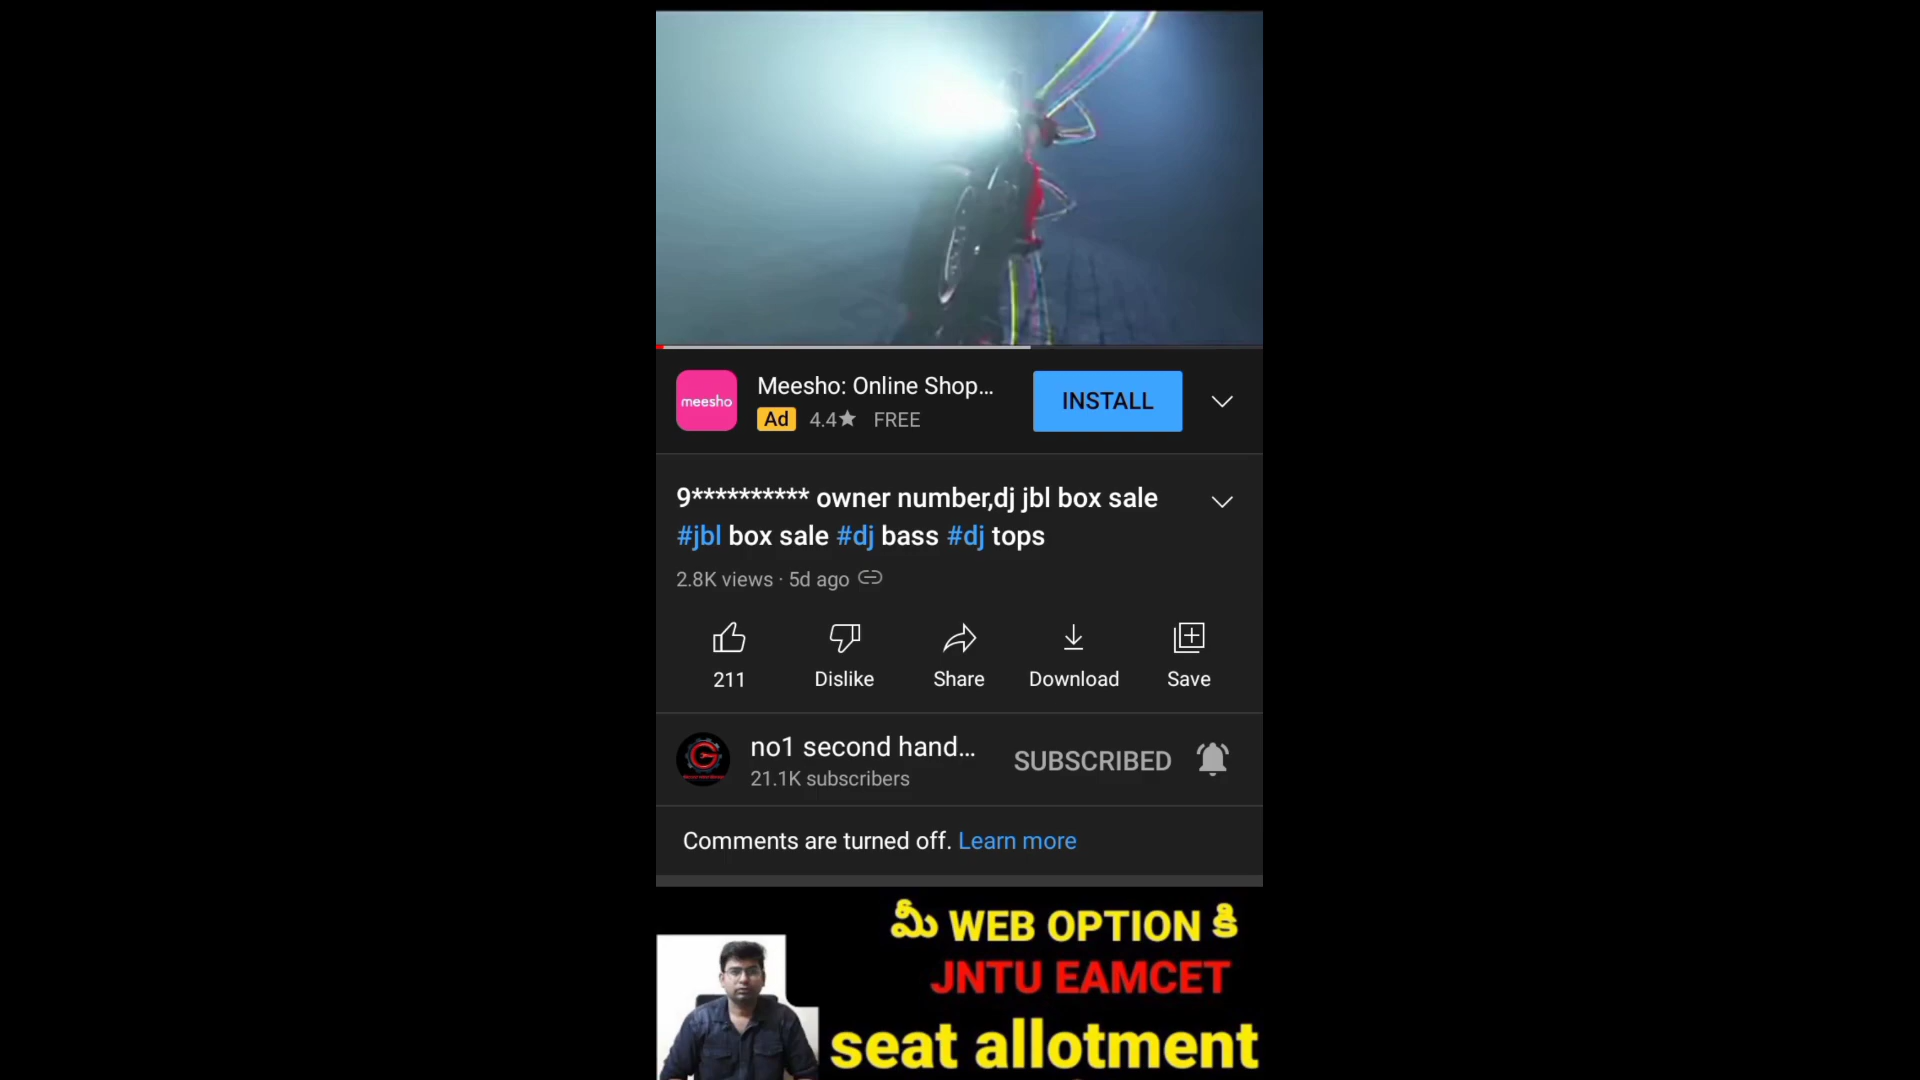 meesho
Meesho: Online Shop...
Ad 4.4★ FREE
INSTALL
9********** owner number,dj jbl box sale
#jbl box sale #dj bass #dj tops
2.8K views · 5d ago
211
Dislike
Share
Download
Save
no1 second hand...
21.1K subscribers
SUBSCRIBED
Comments are turned off. Learn more
మీ WEB OPTION కి
JNTU EAMCET
seat allotment